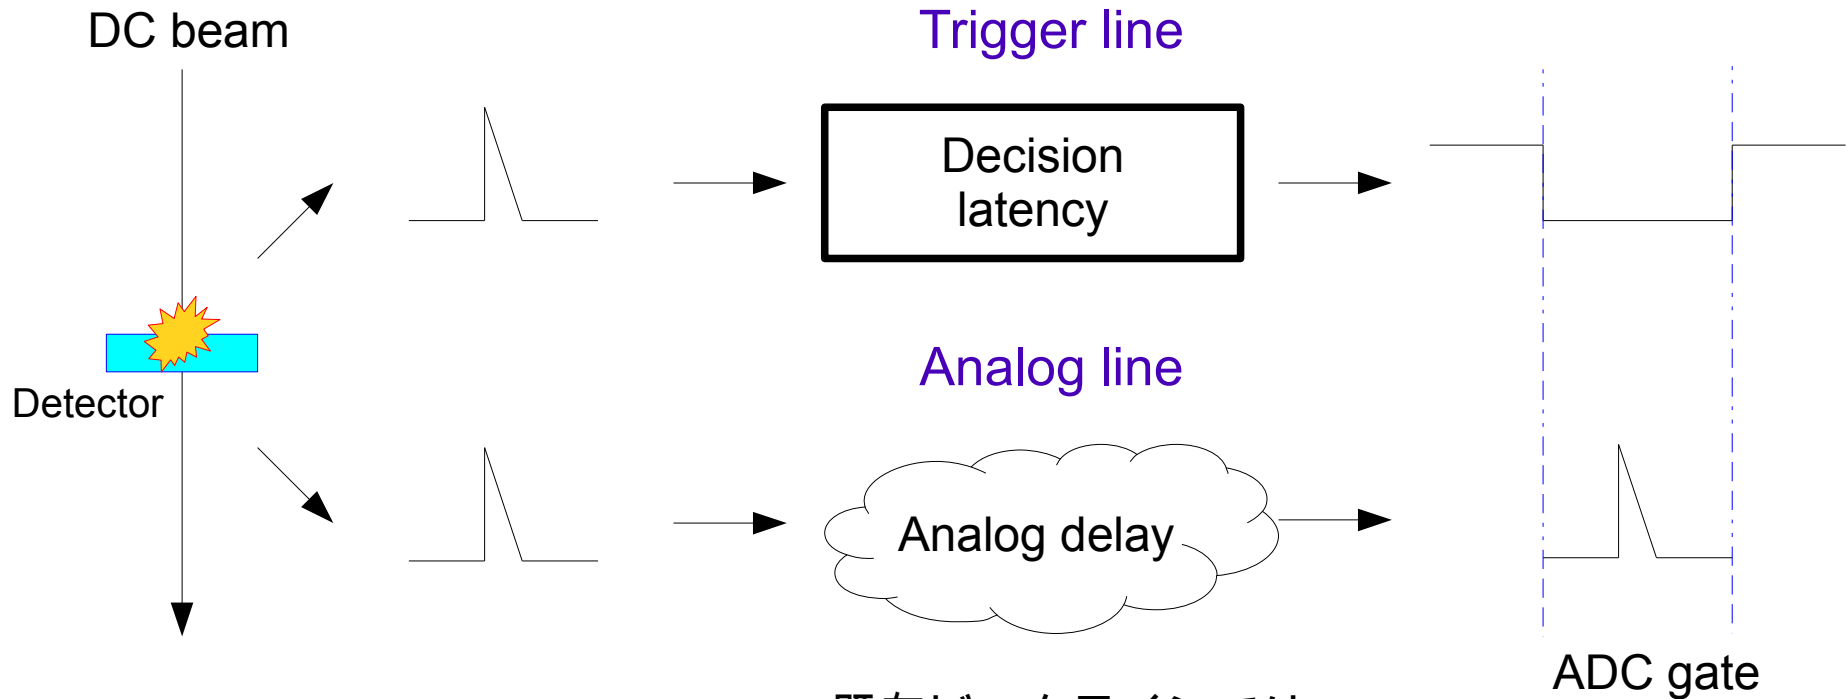 DC beam
Trigger line
Decision
latency
Analog line
Detector
Analog delay
ADC gate